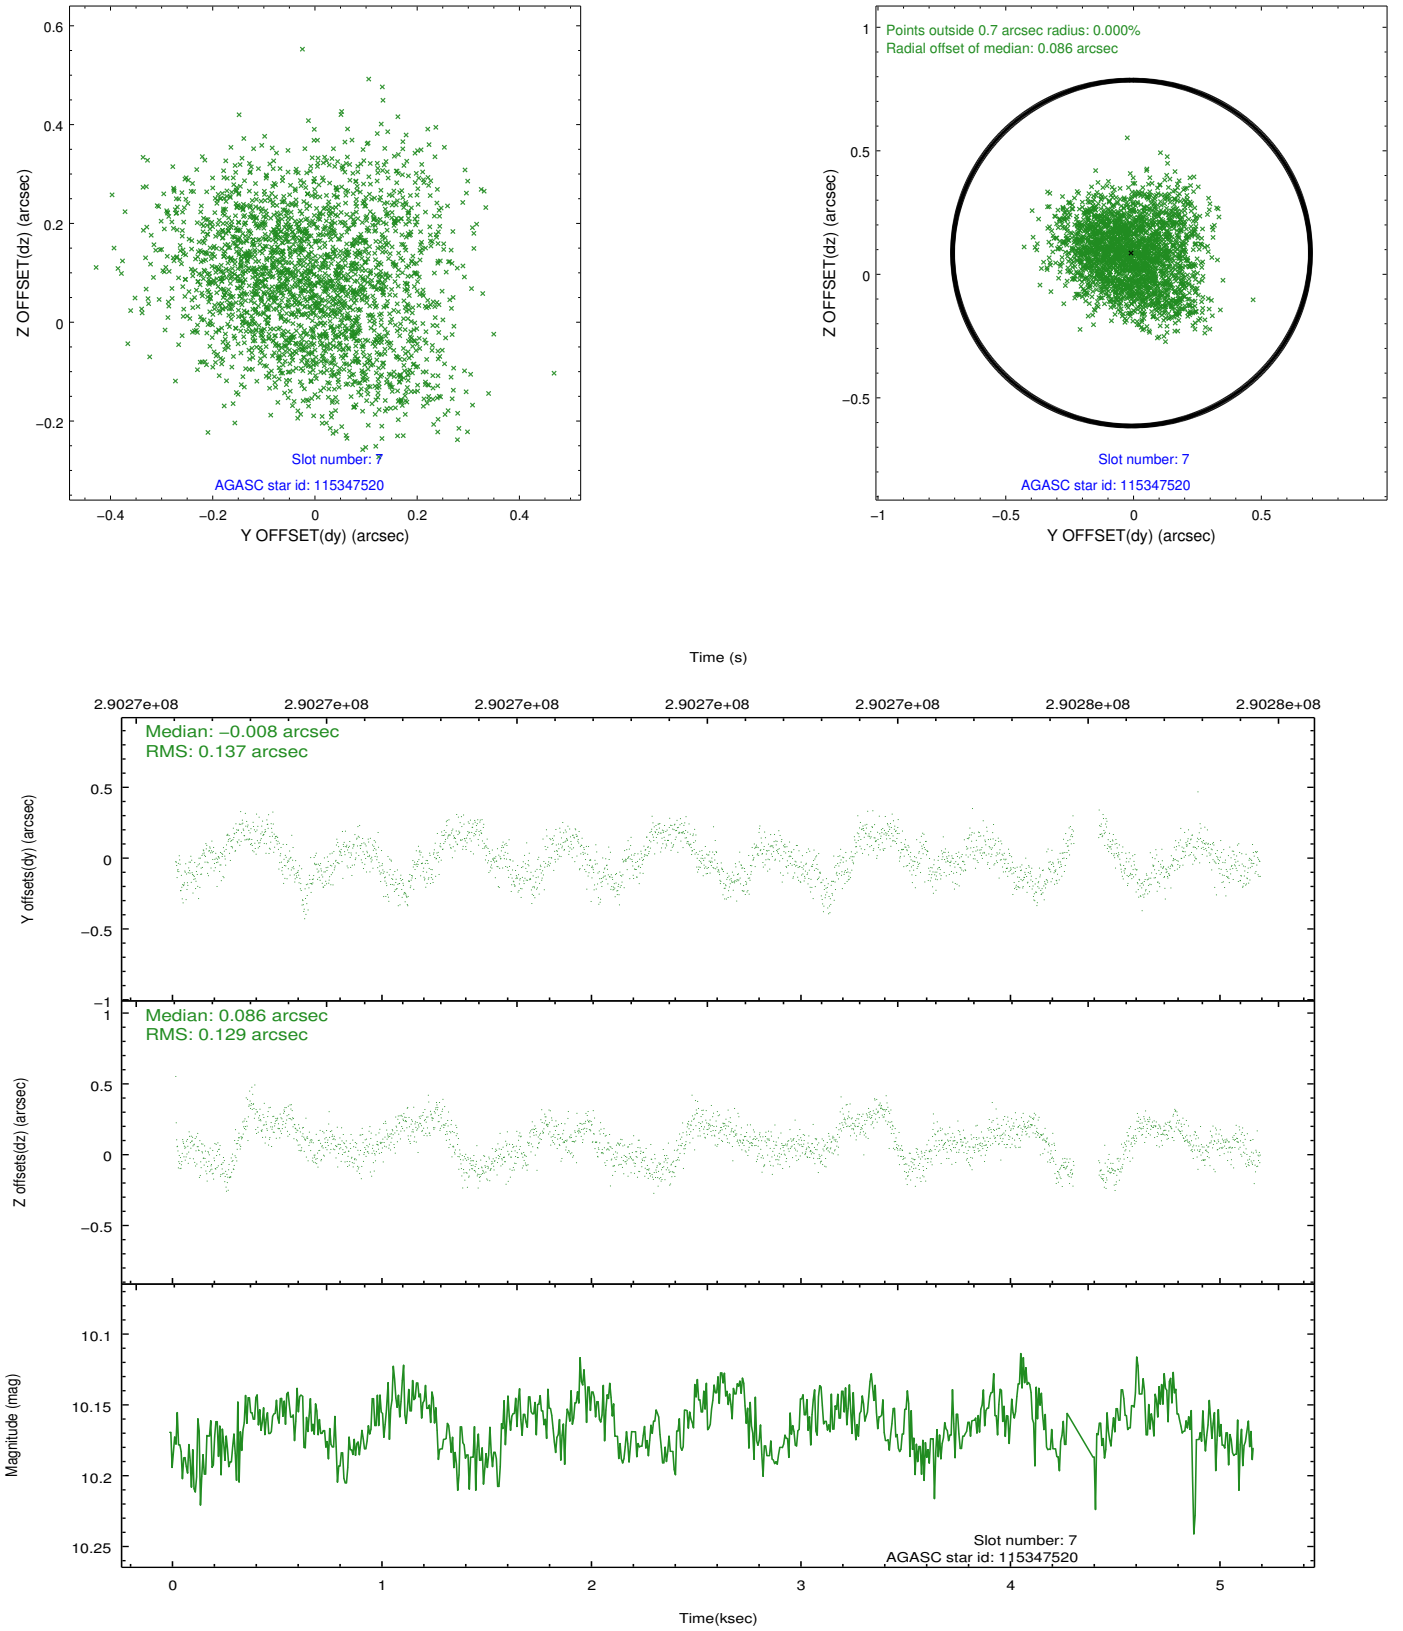 0.6
0.4
0.2
0
−0.2
Z OFFSET(dz) (arcsec)
Slot number: 7
AGASC star id: 115347520
−0.4 −0.2 0 0.2 0.4
Y OFFSET(dy) (arcsec)
Points outside 0.7 arcsec radius: 0.000%
Radial offset of median: 0.086 arcsec
1
0.5
0
−0.5
Z OFFSET(dz) (arcsec)
Slot number: 7
AGASC star id: 115347520
−1 −0.5 0 0.5
Y OFFSET(dy) (arcsec)
Time (s)
2.9027e+08 2.9027e+08 2.9027e+08 2.9027e+08 2.9027e+08 2.9028e+08 2.9028e+08
Median: −0.008 arcsec
RMS: 0.137 arcsec
0.5
0
−0.5
−1
Y offsets(dy) (arcsec)
Median: 0.086 arcsec
RMS: 0.129 arcsec
1
0.5
0
−0.5
Z offsets(dz) (arcsec)
10.1
10.15
10.2
10.25
Magnitude (mag)
Slot number: 7
AGASC star id: 115347520
0 1 2 3 4 5
Time(ksec)